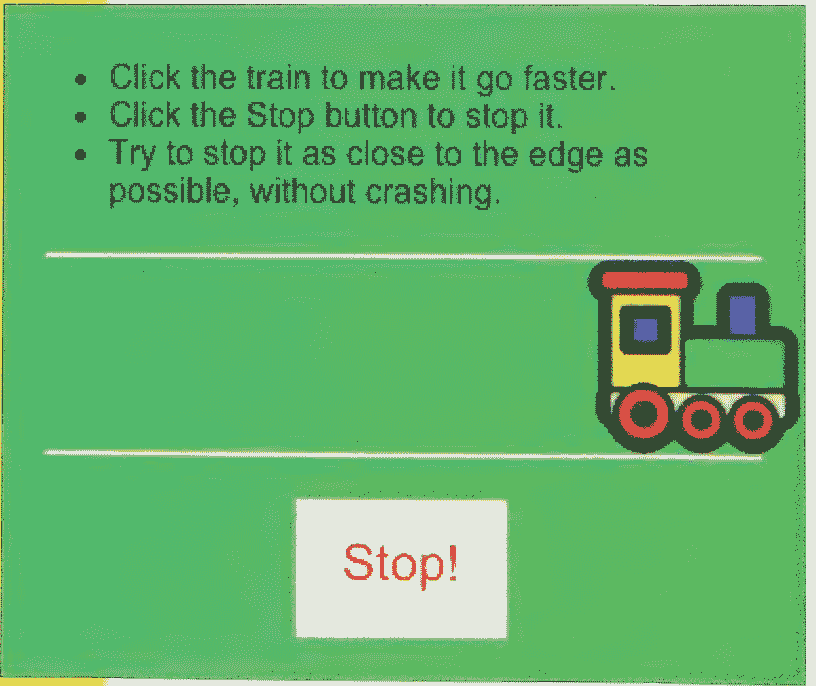 • Click the train to make it go faster.
• Click the Stop button to stop it.
• Try to stop it as close to the edge as
possible, without crashing.
Stop!